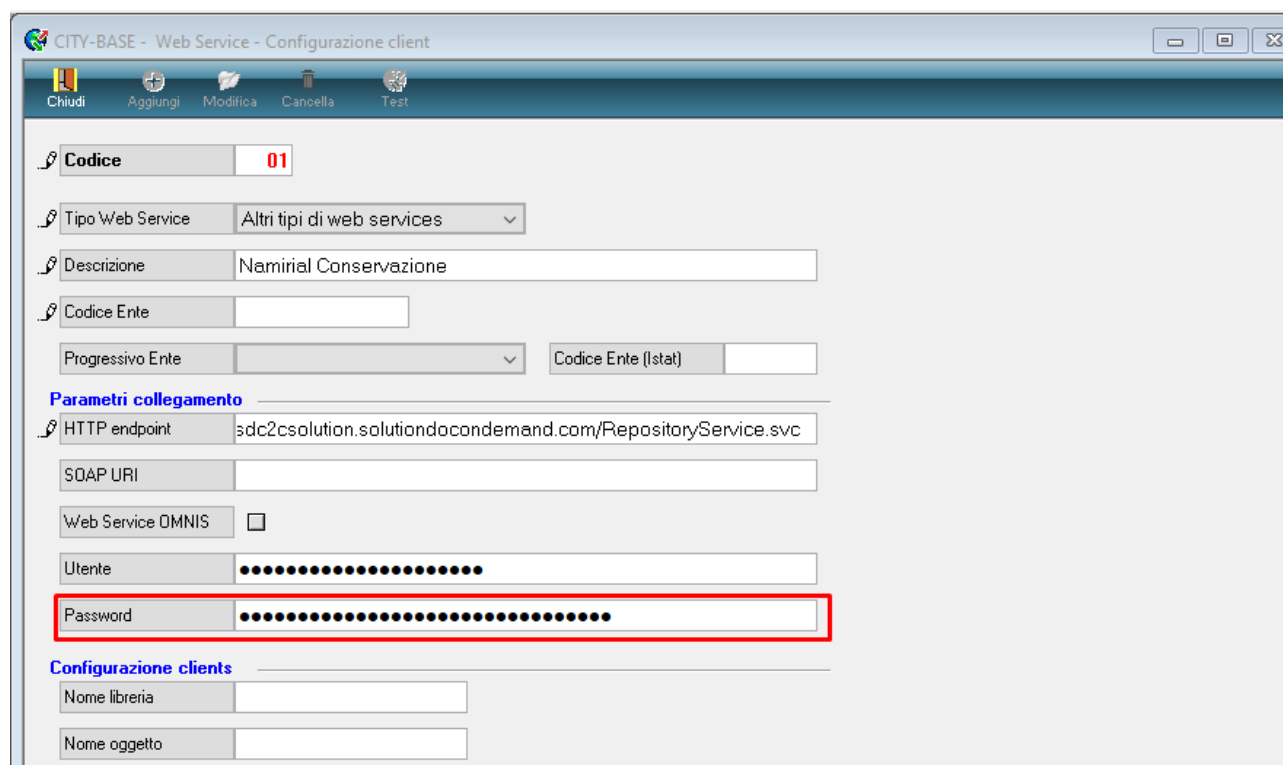 CITY-BASE - Web Service - Configurazione client
Chiudi Aggiungi Modifica Cancella Test
Codice 01
Tipo Web Service Altri tipi di web services
Descrizione Namirial Conservazione
Codice Ente
Progressivo Ente Codice Ente (Istat)
Parametri collegamento
HTTP endpoint sdc2csolution.solutiondocondemand.com/RepositoryService.svc
SOAP URI
Web Service OMNIS
Utente ●●●●●●●●●●●●●●●●●●●●●
Password ●●●●●●●●●●●●●●●●●●●●●●●●●●●●●●●●
Configurazione clients
Nome libreria
Nome oggetto